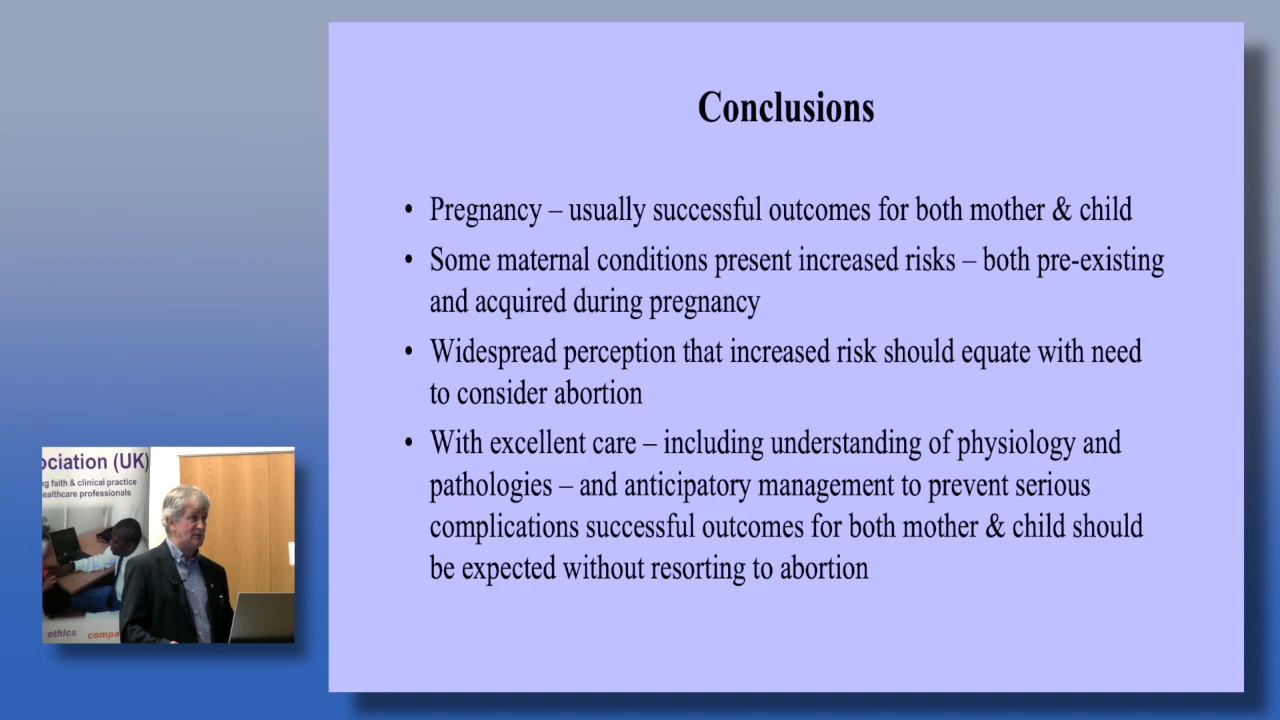 Conclusions
• Pregnancy – usually successful outcomes for both mother & child
• Some maternal conditions present increased risks – both pre-existing
and acquired during pregnancy
• Widespread perception that increased risk should equate with need
to consider abortion
• With excellent care – including understanding of physiology and
pathologies – and anticipatory management to prevent serious
complications successful outcomes for both mother & child should
be expected without resorting to abortion
ociation (UK)
ng faith & clinical practice
ealthcare professionals
ethics compa